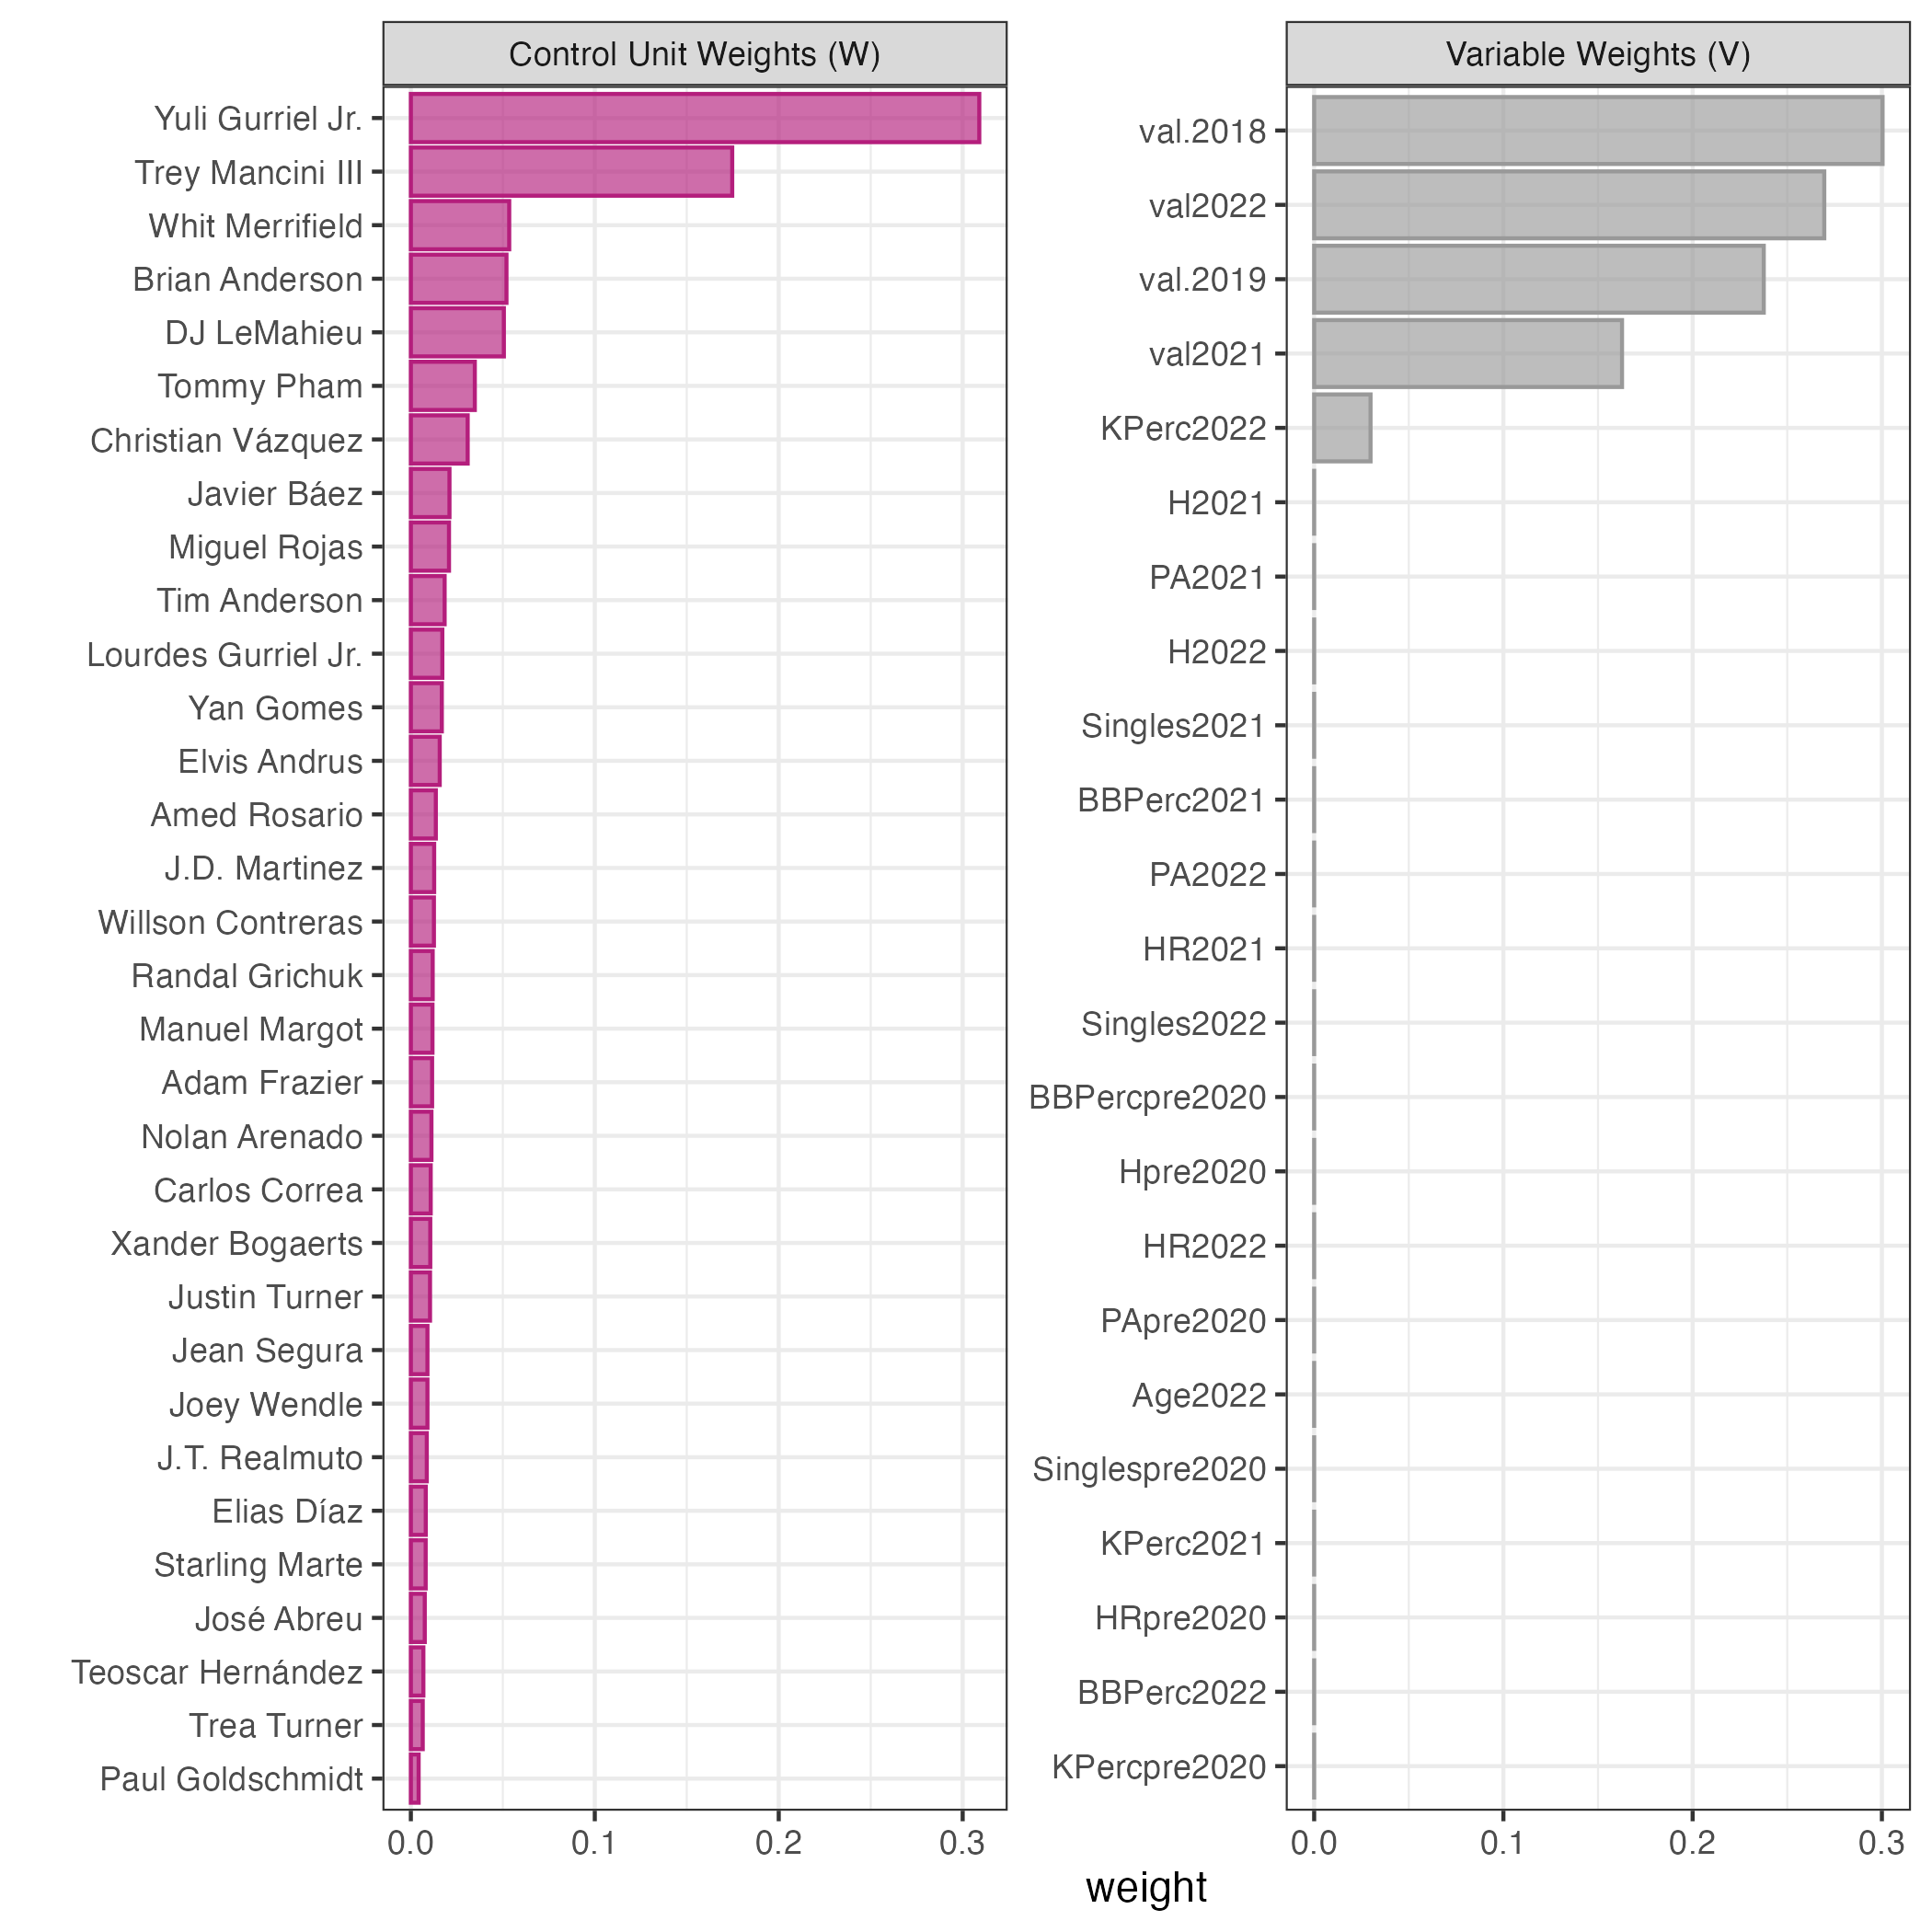 Control Unit Weights (W)
Yuli Gurriel Jr.
Trey Mancini III
Whit Merrifield
Brian Anderson
DJ LeMahieu
Tommy Pham
Christian Vázquez
Javier Báez
Miguel Rojas
Tim Anderson
Lourdes Gurriel Jr.
Yan Gomes
Elvis Andrus
Amed Rosario
J.D. Martinez
Willson Contreras
Randal Grichuk
Manuel Margot
Adam Frazier
Nolan Arenado
Carlos Correa
Xander Bogaerts
Justin Turner
Jean Segura
Joey Wendle
J.T. Realmuto
Elias Díaz
Starling Marte
José Abreu
Teoscar Hernández
Trea Turner
Paul Goldschmidt
0.0 0.1 0.2 0.3
Variable Weights (V)
val.2018
val2022
val.2019
val2021
KPerc2022
H2021
PA2021
H2022
Singles2021
BBPerc2021
PA2022
HR2021
Singles2022
BBPercpre2020
Hpre2020
HR2022
PApre2020
Age2022
Singlespre2020
KPerc2021
HRpre2020
BBPerc2022
KPercpre2020
0.0 0.1 0.2 0.3
weight